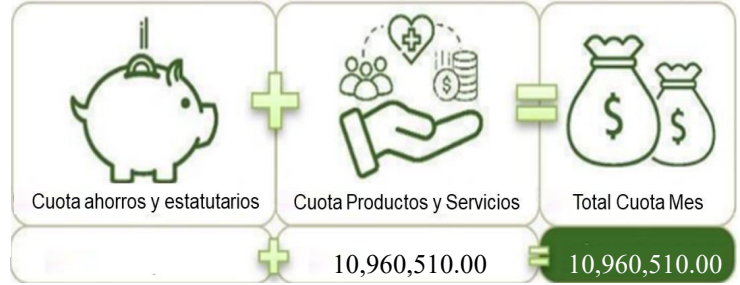 Cuota ahorros y estatutarios
Cuota Productos y Servicios
Total Cuota Mes
10,960,510.00
10,960,510.00